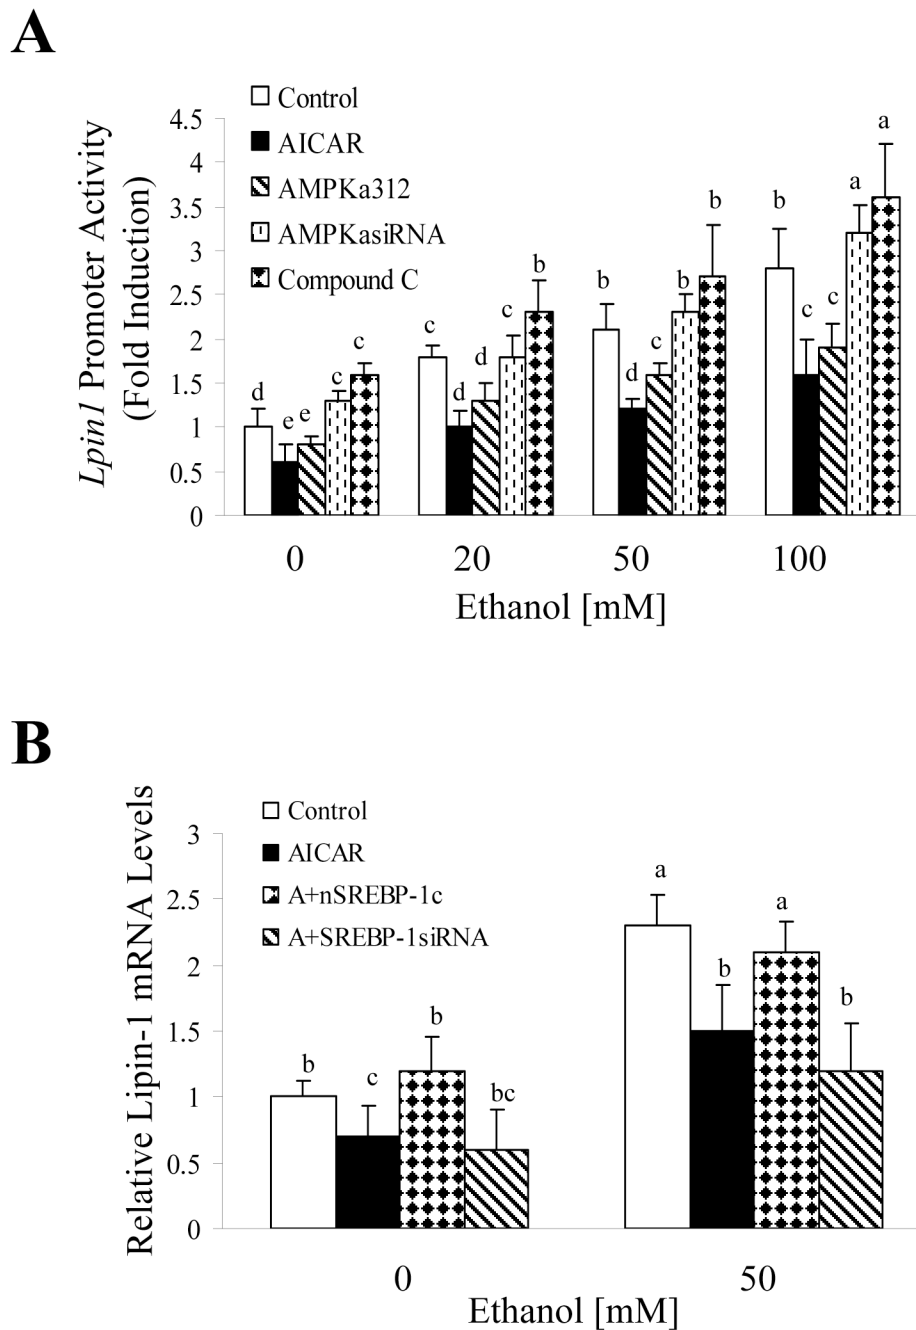 A
Control
AICAR
AMPKa312
AMPKasiRNA
Compound C
Lpin1 Promoter Activity
(Fold Induction)
4.5
4
3.5
3
2.5
2
1.5
1
0.5
0
d e e c c
c d d c b
b d c b b
b c c a a
0 20 50 100
Ethanol [mM]
B
Control
AICAR
A+nSREBP-1c
A+SREBP-1siRNA
Relative Lipin-1 mRNA Levels
3
2.5
2
1.5
1
0.5
0
b c b bc
a b a b
0 50
Ethanol [mM]